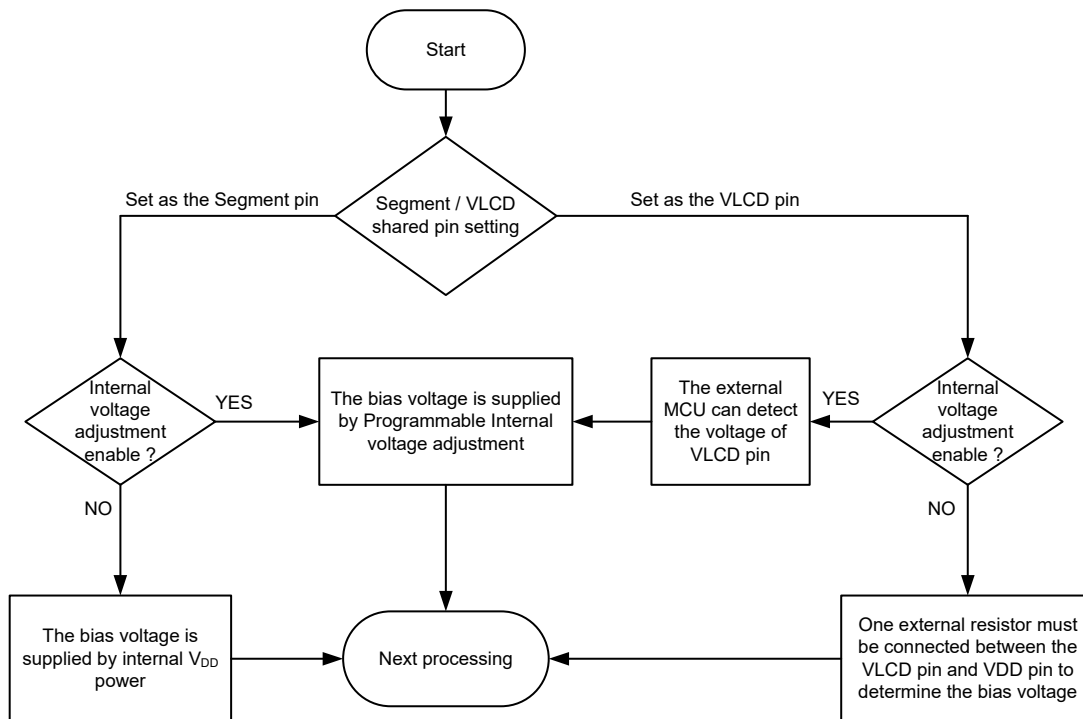 Start
Segment / VLCD
shared pin setting
Set as the Segment pin
Set as the VLCD pin
Internal
voltage
adjustment
enable ?
YES
NO
The bias voltage is supplied
by Programmable Internal
voltage adjustment
The external
MCU can detect
the voltage of
VLCD pin
YES
Internal
voltage
adjustment
enable ?
NO
The bias voltage is
supplied by internal VDD
power
Next processing
One external resistor must
be connected between the
VLCD pin and VDD pin to
determine the bias voltage